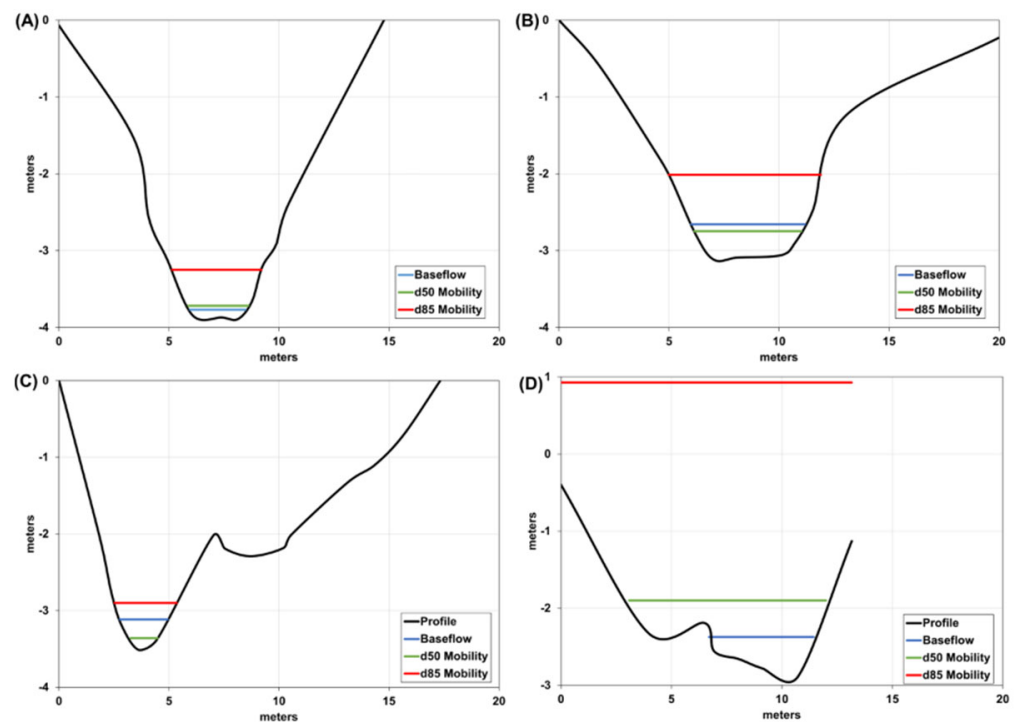 (A)
0
-1
-2
-3
-4
meters
0 5 10 15 20
meters
Baseflow
d50 Mobility
d85 Mobility
(B)
0
-1
-2
-3
-4
meters
0 5 10 15 20
meters
Baseflow
d50 Mobility
d85 Mobility
(C)
0
-1
-2
-3
-4
meters
0 5 10 15 20
meters
Profile
Baseflow
d50 Mobility
d85 Mobility
(D)
1
0
-1
-2
-3
meters
0 5 10 15 20
meters
Profile
Baseflow
d50 Mobility
d85 Mobility